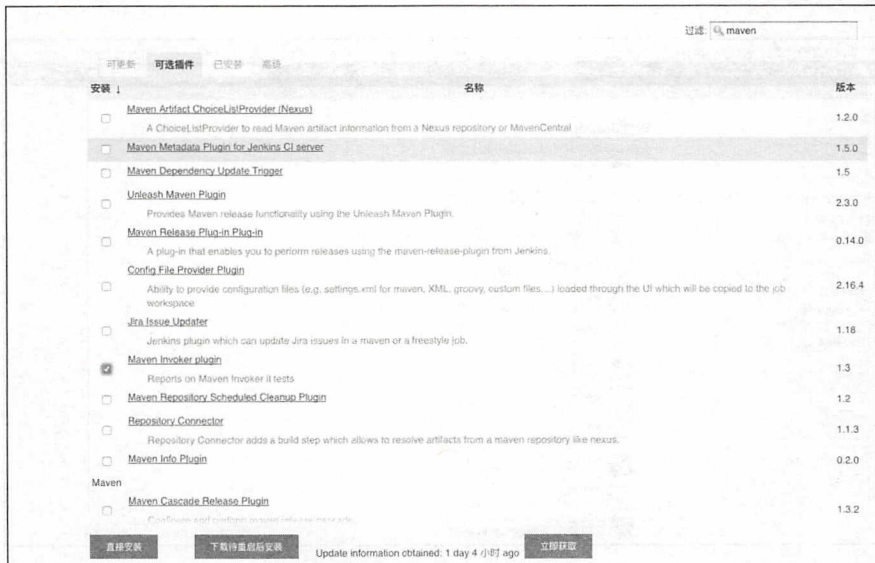 过滤: maven
可更新 可选插件 已安装 高级
安装 ↓ 名称 版本
Maven Artifact ChoiceListProvider (Nexus) 1.2.0
A ChoiceListProvider to read Maven artifact information from a Nexus repository or MavenCentral
Maven Metadata Plugin for Jenkins CI server 1.5.0
Maven Dependency Update Trigger 1.5
Unleash Maven Plugin 2.3.0
Provides Maven release functionality using the Unleash Maven Plugin.
Maven Release Plug-in Plug-in 0.14.0
A plug-in that enables you to perform releases using the maven-release-plugin from Jenkins.
Config File Provider Plugin
Ability to provide configuration files (e.g. settings.xml for maven, XML, groovy, custom files,...) loaded through the UI which will be copied to the job 2.16.4
workspace
Jira Issue Updater 1.18
Jenkins plugin which can update Jira issues in a maven or a freestyle job.
Maven Invoker plugin 1.3
Reports on Maven Invoker it tests
Maven Repository Scheduled Cleanup Plugin 1.2
Repository Connector 1.1.3
Repository Connector adds a build step which allows to resolve artifacts from a maven repository like nexus.
Maven Info Plugin 0.2.0
Maven
Maven Cascade Release Plugin 1.3.2
Configure and perform maven release cascade.
直接安装 下载待重启后安装 Update information obtained: 1 day 4 小时 ago 立即获取